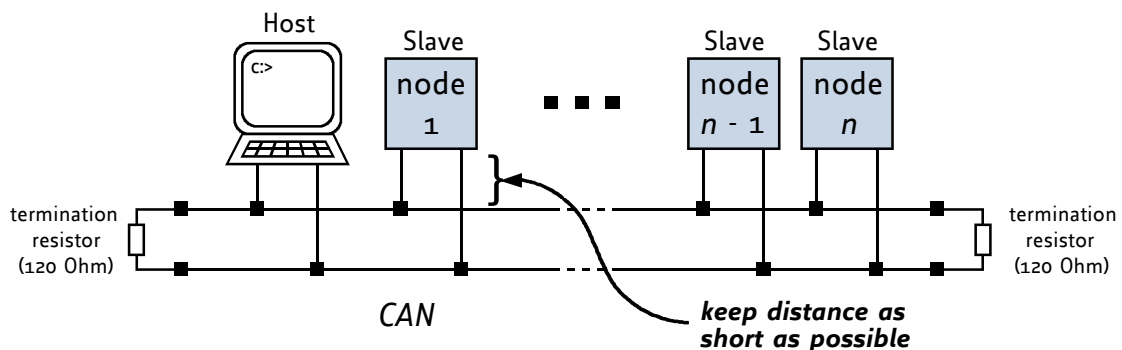 Host
C:>
Slave
node
1
Slave
node
n - 1
Slave
node
n
termination
resistor
(120 Ohm)
termination
resistor
(120 Ohm)
CAN
keep distance as
short as possible